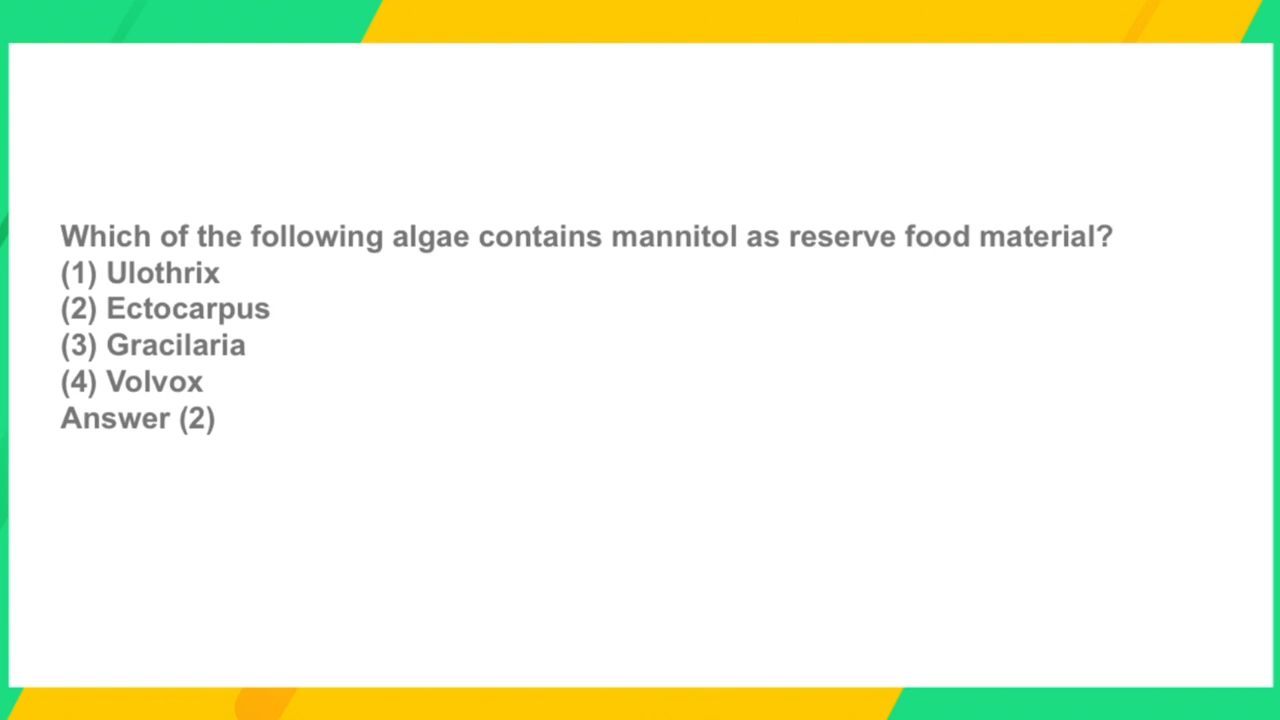 Which of the following algae contains mannitol as reserve food material?
(1) Ulothrix
(2) Ectocarpus
(3) Gracilaria
(4) Volvox
Answer (2)